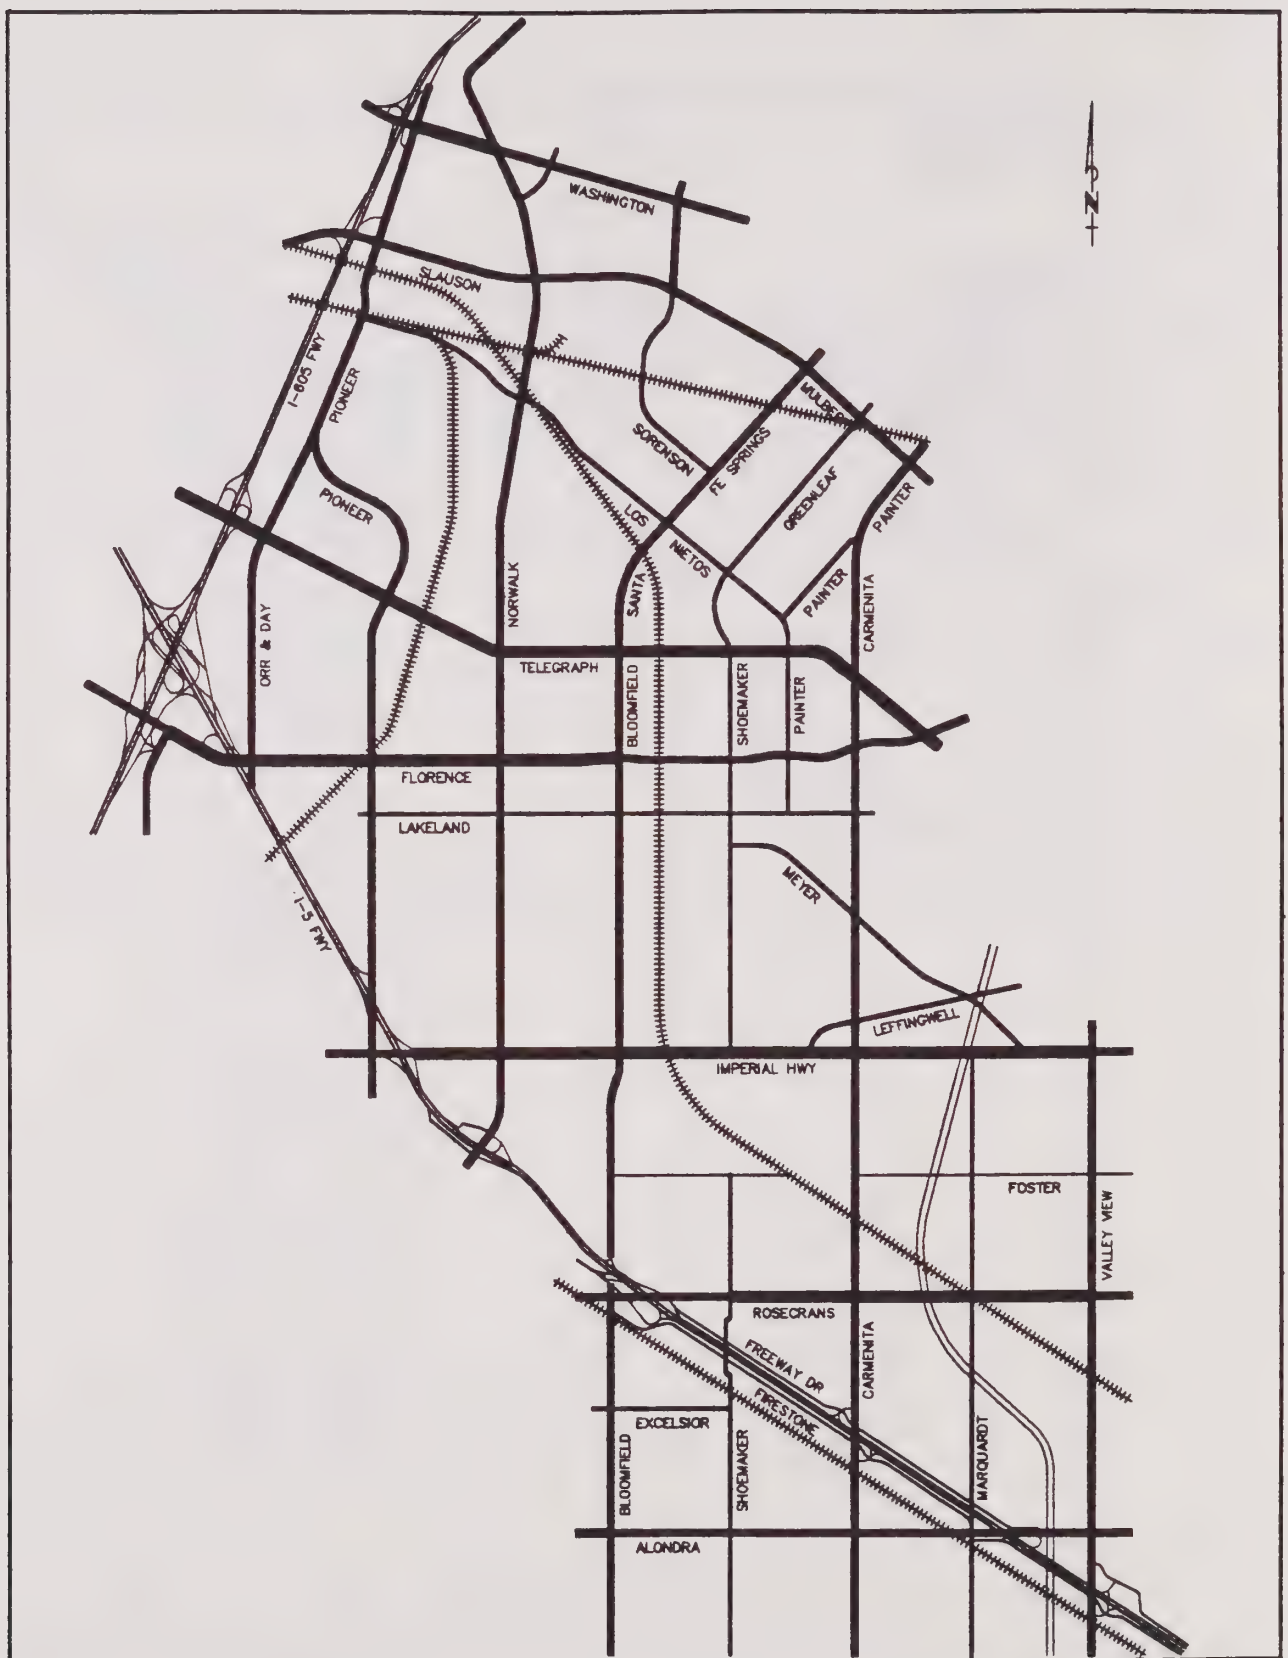 N
WASHINGTON
SLAUSON
I-605 FWY
PIONEER
MULBERRY
SORENSON
FE SPRINGS
GREENLEAF
PIONEER
LOS
PAINTER
NIETOS
NORWALK
SANTA
PAINTER
CARMENITA
ORR & DAY
TELEGRAPH
BLOOMFIELD
SHOEMAKER
PAINTER
FLORENCE
LAKELAND
MEYER
I-5 FWY
LEFFINGWELL
IMPERIAL HWY
FOSTER
VALLEY VIEW
ROSECRANS
FREEWAY DR
CARMENITA
FIRESTONE
EXCELSIOR
BLOOMFIELD
SHOEMAKER
MARQUARDT
ALONDRA